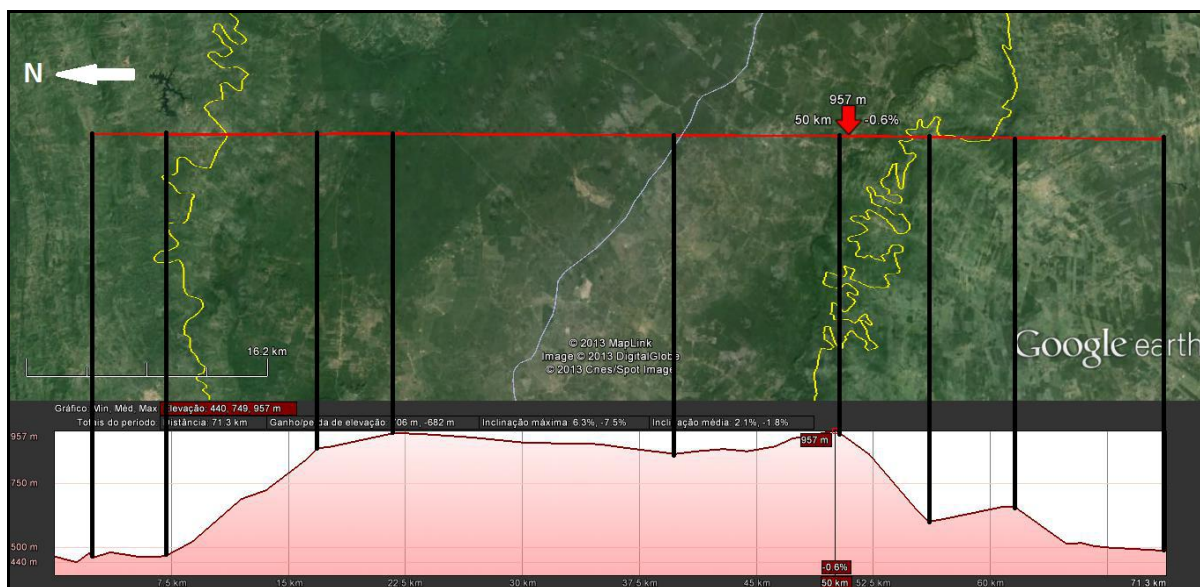 N
957 m
50 km -0.6%
16.2 km
© 2013 MapLink
Image © 2013 DigitalGlobe
© 2013 Cnes/Spot Image
Google earth
Gráfico: Mín, Méd, Máx Elevação: 440, 749, 957 m
Totais do período: Distância: 71.3 km Ganho/perda de elevação: 706 m, -682 m Inclinação máxima: 6.3%, -7.5% Inclinação média: 2.1%, -1.8%
957 m
957 m
750 m
500 m
440 m
-0.6%
7.5 km 15 km 22.5 km 30 km 37.5 km 45 km 50 km 52.5 km 60 km 71.3 km